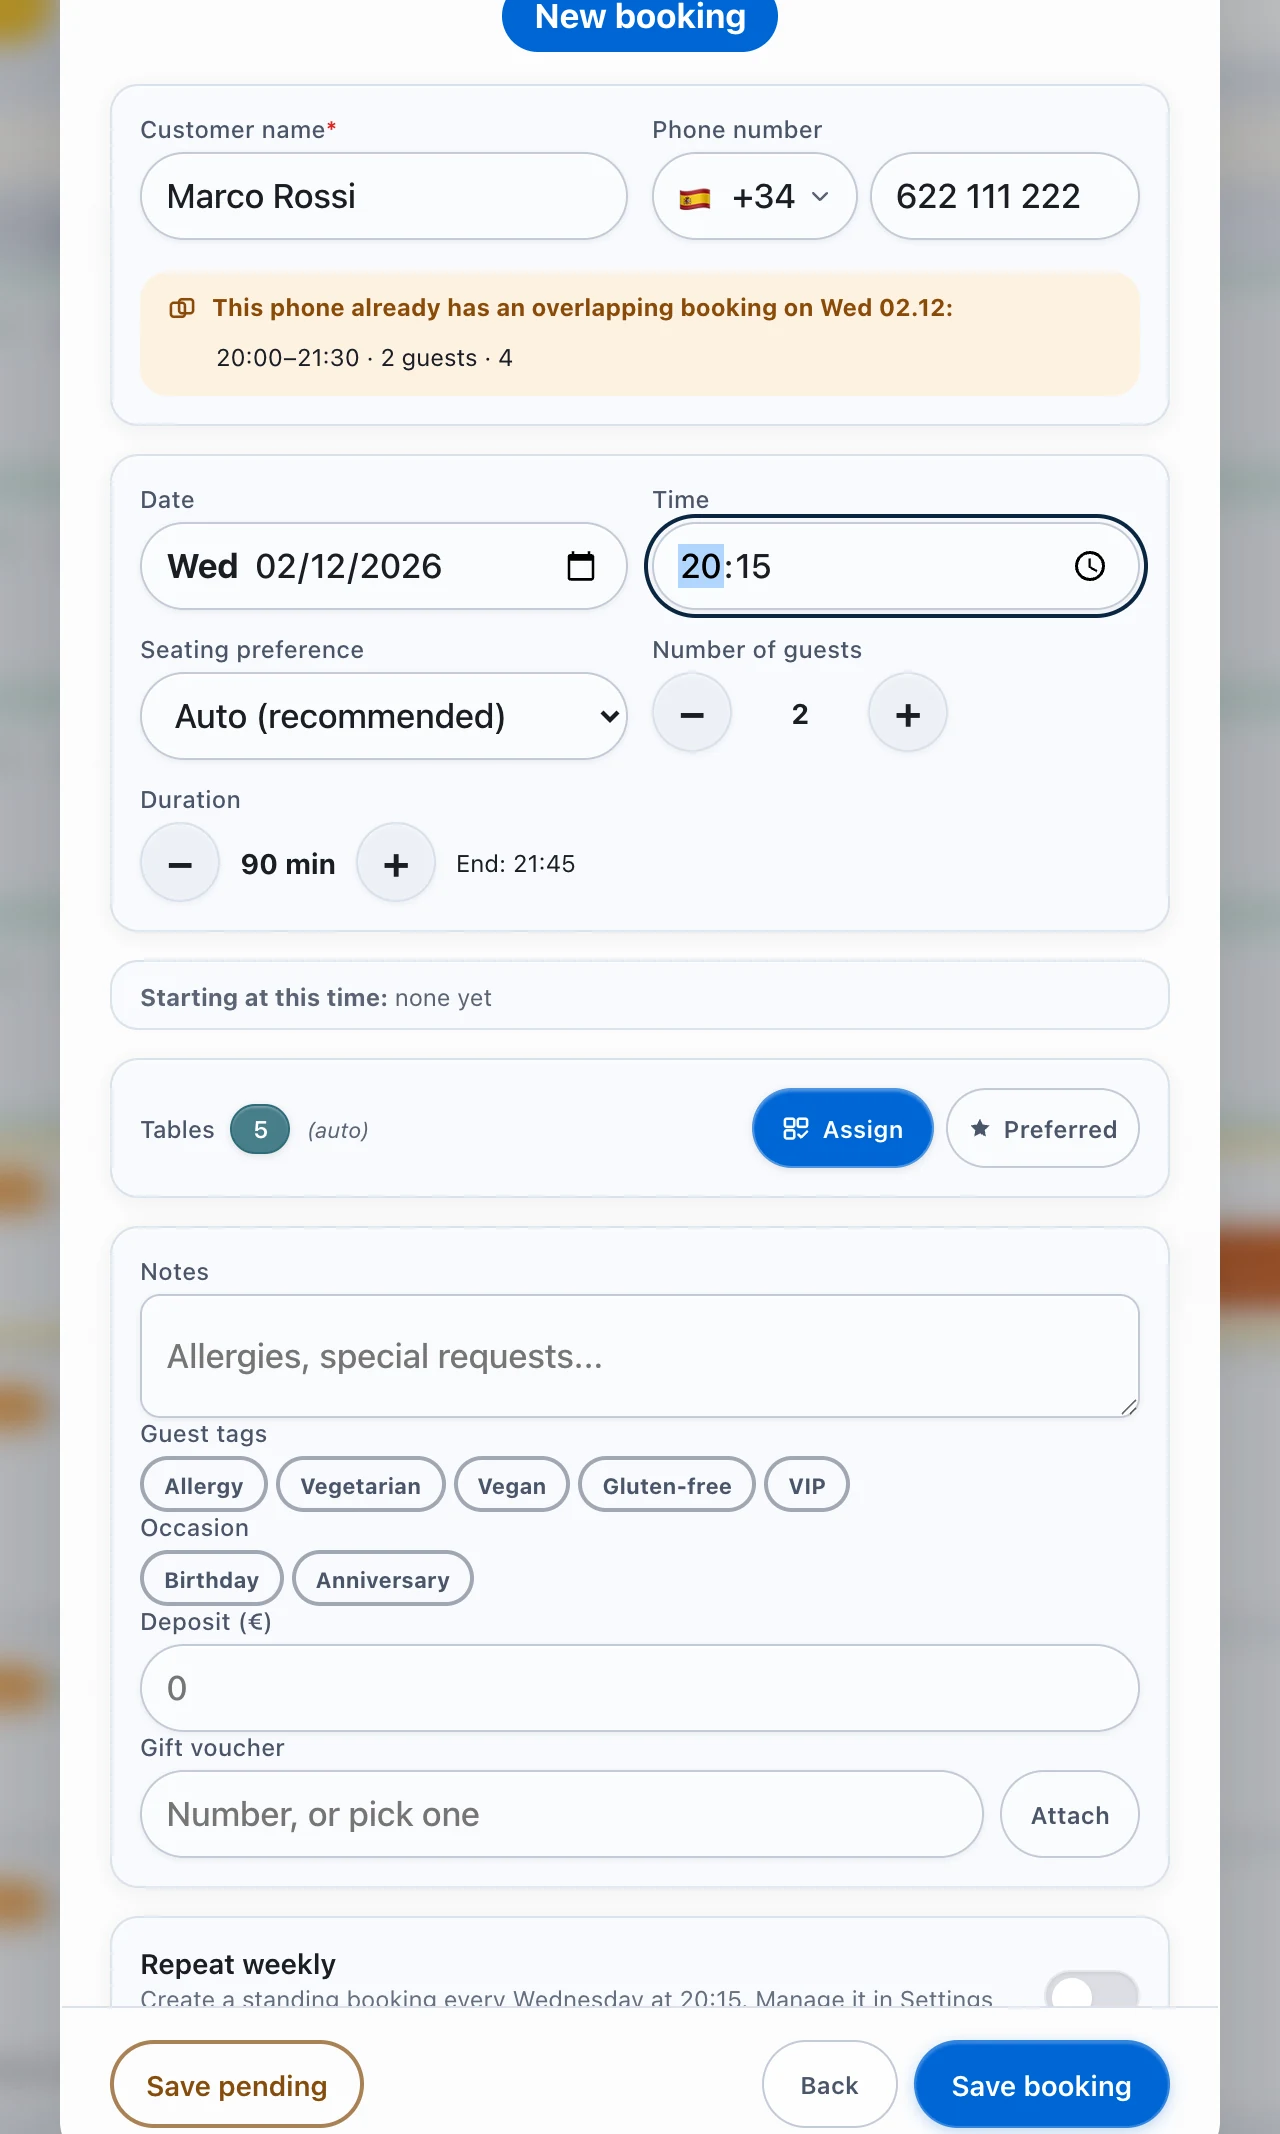 New booking
Customer name*
Phone number
Marco Rossi
+34
622 111 222
This phone already has an overlapping booking on Wed 02.12:
20:00–21:30 · 2 guests · 4
Date
Time
Wed 02/12/2026
20:15
Seating preference
Number of guests
Auto (recommended)
− 2 +
Duration
− 90 min + End: 21:45
Starting at this time: none yet
Tables 5 (auto)
Assign
Preferred
Notes
Allergies, special requests...
Guest tags
Allergy Vegetarian Vegan Gluten-free VIP
Occasion
Birthday Anniversary
Deposit (€)
0
Gift voucher
Number, or pick one
Attach
Repeat weekly
Create a standing booking every Wednesday at 20:15. Manage it in Settings
Save pending
Back
Save booking